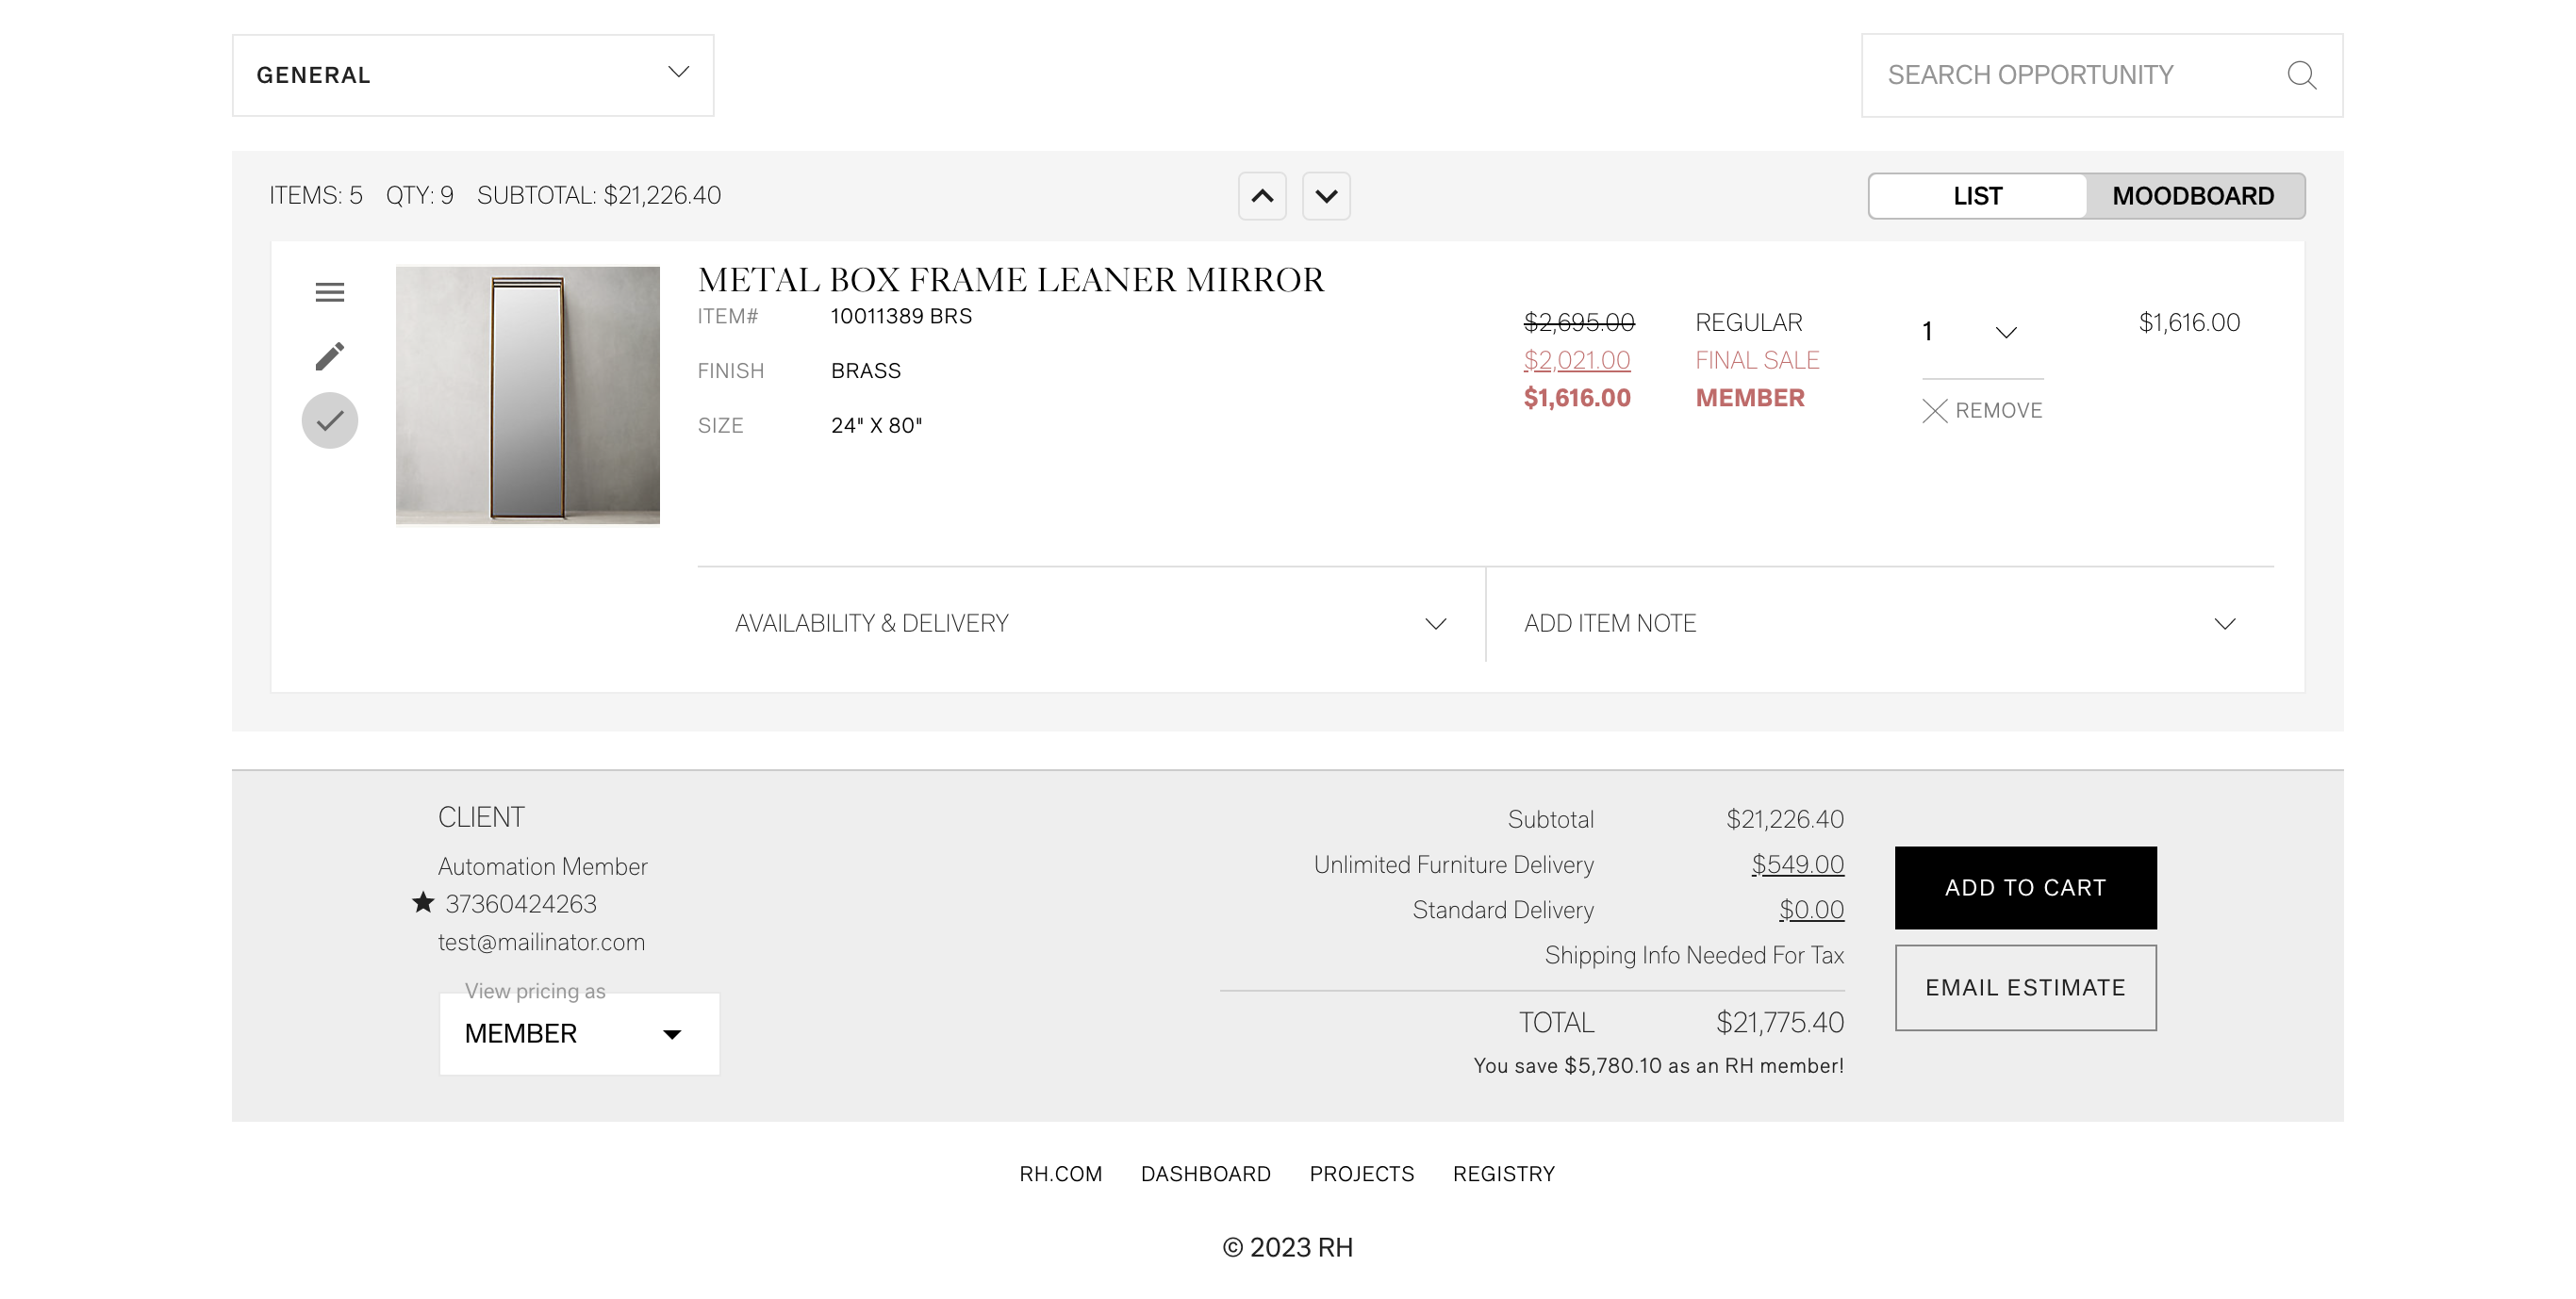 GENERAL
SEARCH OPPORTUNITY
ITEMS: 5 QTY: 9 SUBTOTAL: $21,226.40
LIST MOODBOARD
METAL BOX FRAME LEANER MIRROR
ITEM# 10011389 BRS
FINISH BRASS
SIZE 24" X 80"
$2,695.00 REGULAR
$2,021.00 FINAL SALE
$1,616.00 MEMBER
1
REMOVE
$1,616.00
AVAILABILITY & DELIVERY
ADD ITEM NOTE
CLIENT
Automation Member
37360424263
test@mailinator.com
View pricing as
MEMBER
Subtotal $21,226.40
Unlimited Furniture Delivery $549.00
Standard Delivery $0.00
Shipping Info Needed For Tax
TOTAL $21,775.40
You save $5,780.10 as an RH member!
ADD TO CART
EMAIL ESTIMATE
RH.COM DASHBOARD PROJECTS REGISTRY
© 2023 RH